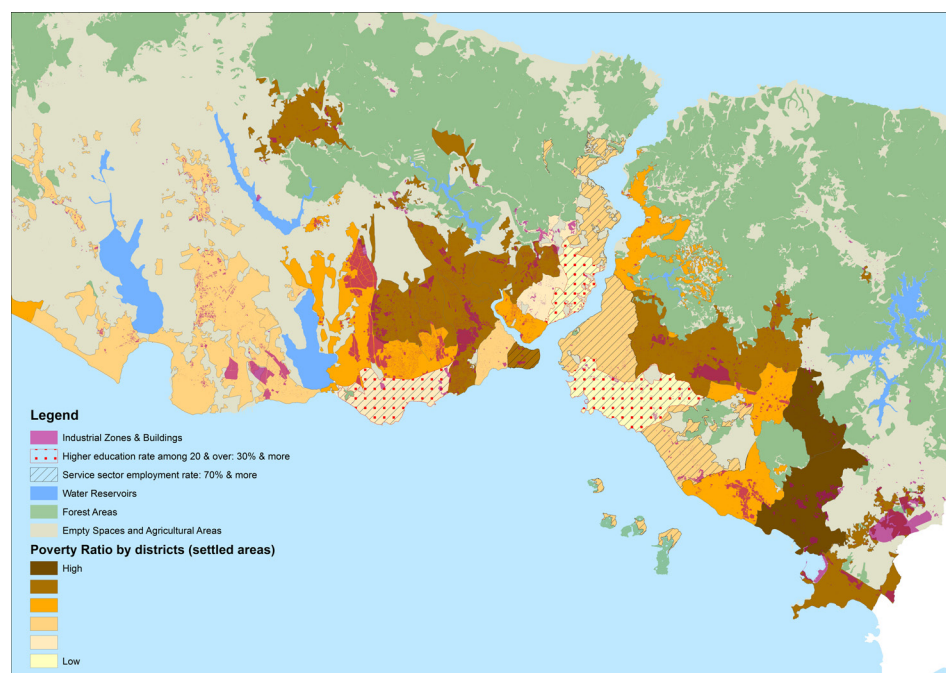 Legend
Industrial Zones & Buildings
Higher education rate among 20 & over: 30% & more
Service sector employment rate: 70% & more
Water Reservoirs
Forest Areas
Empty Spaces and Agricultural Areas
Poverty Ratio by districts (settled areas)
High
Low